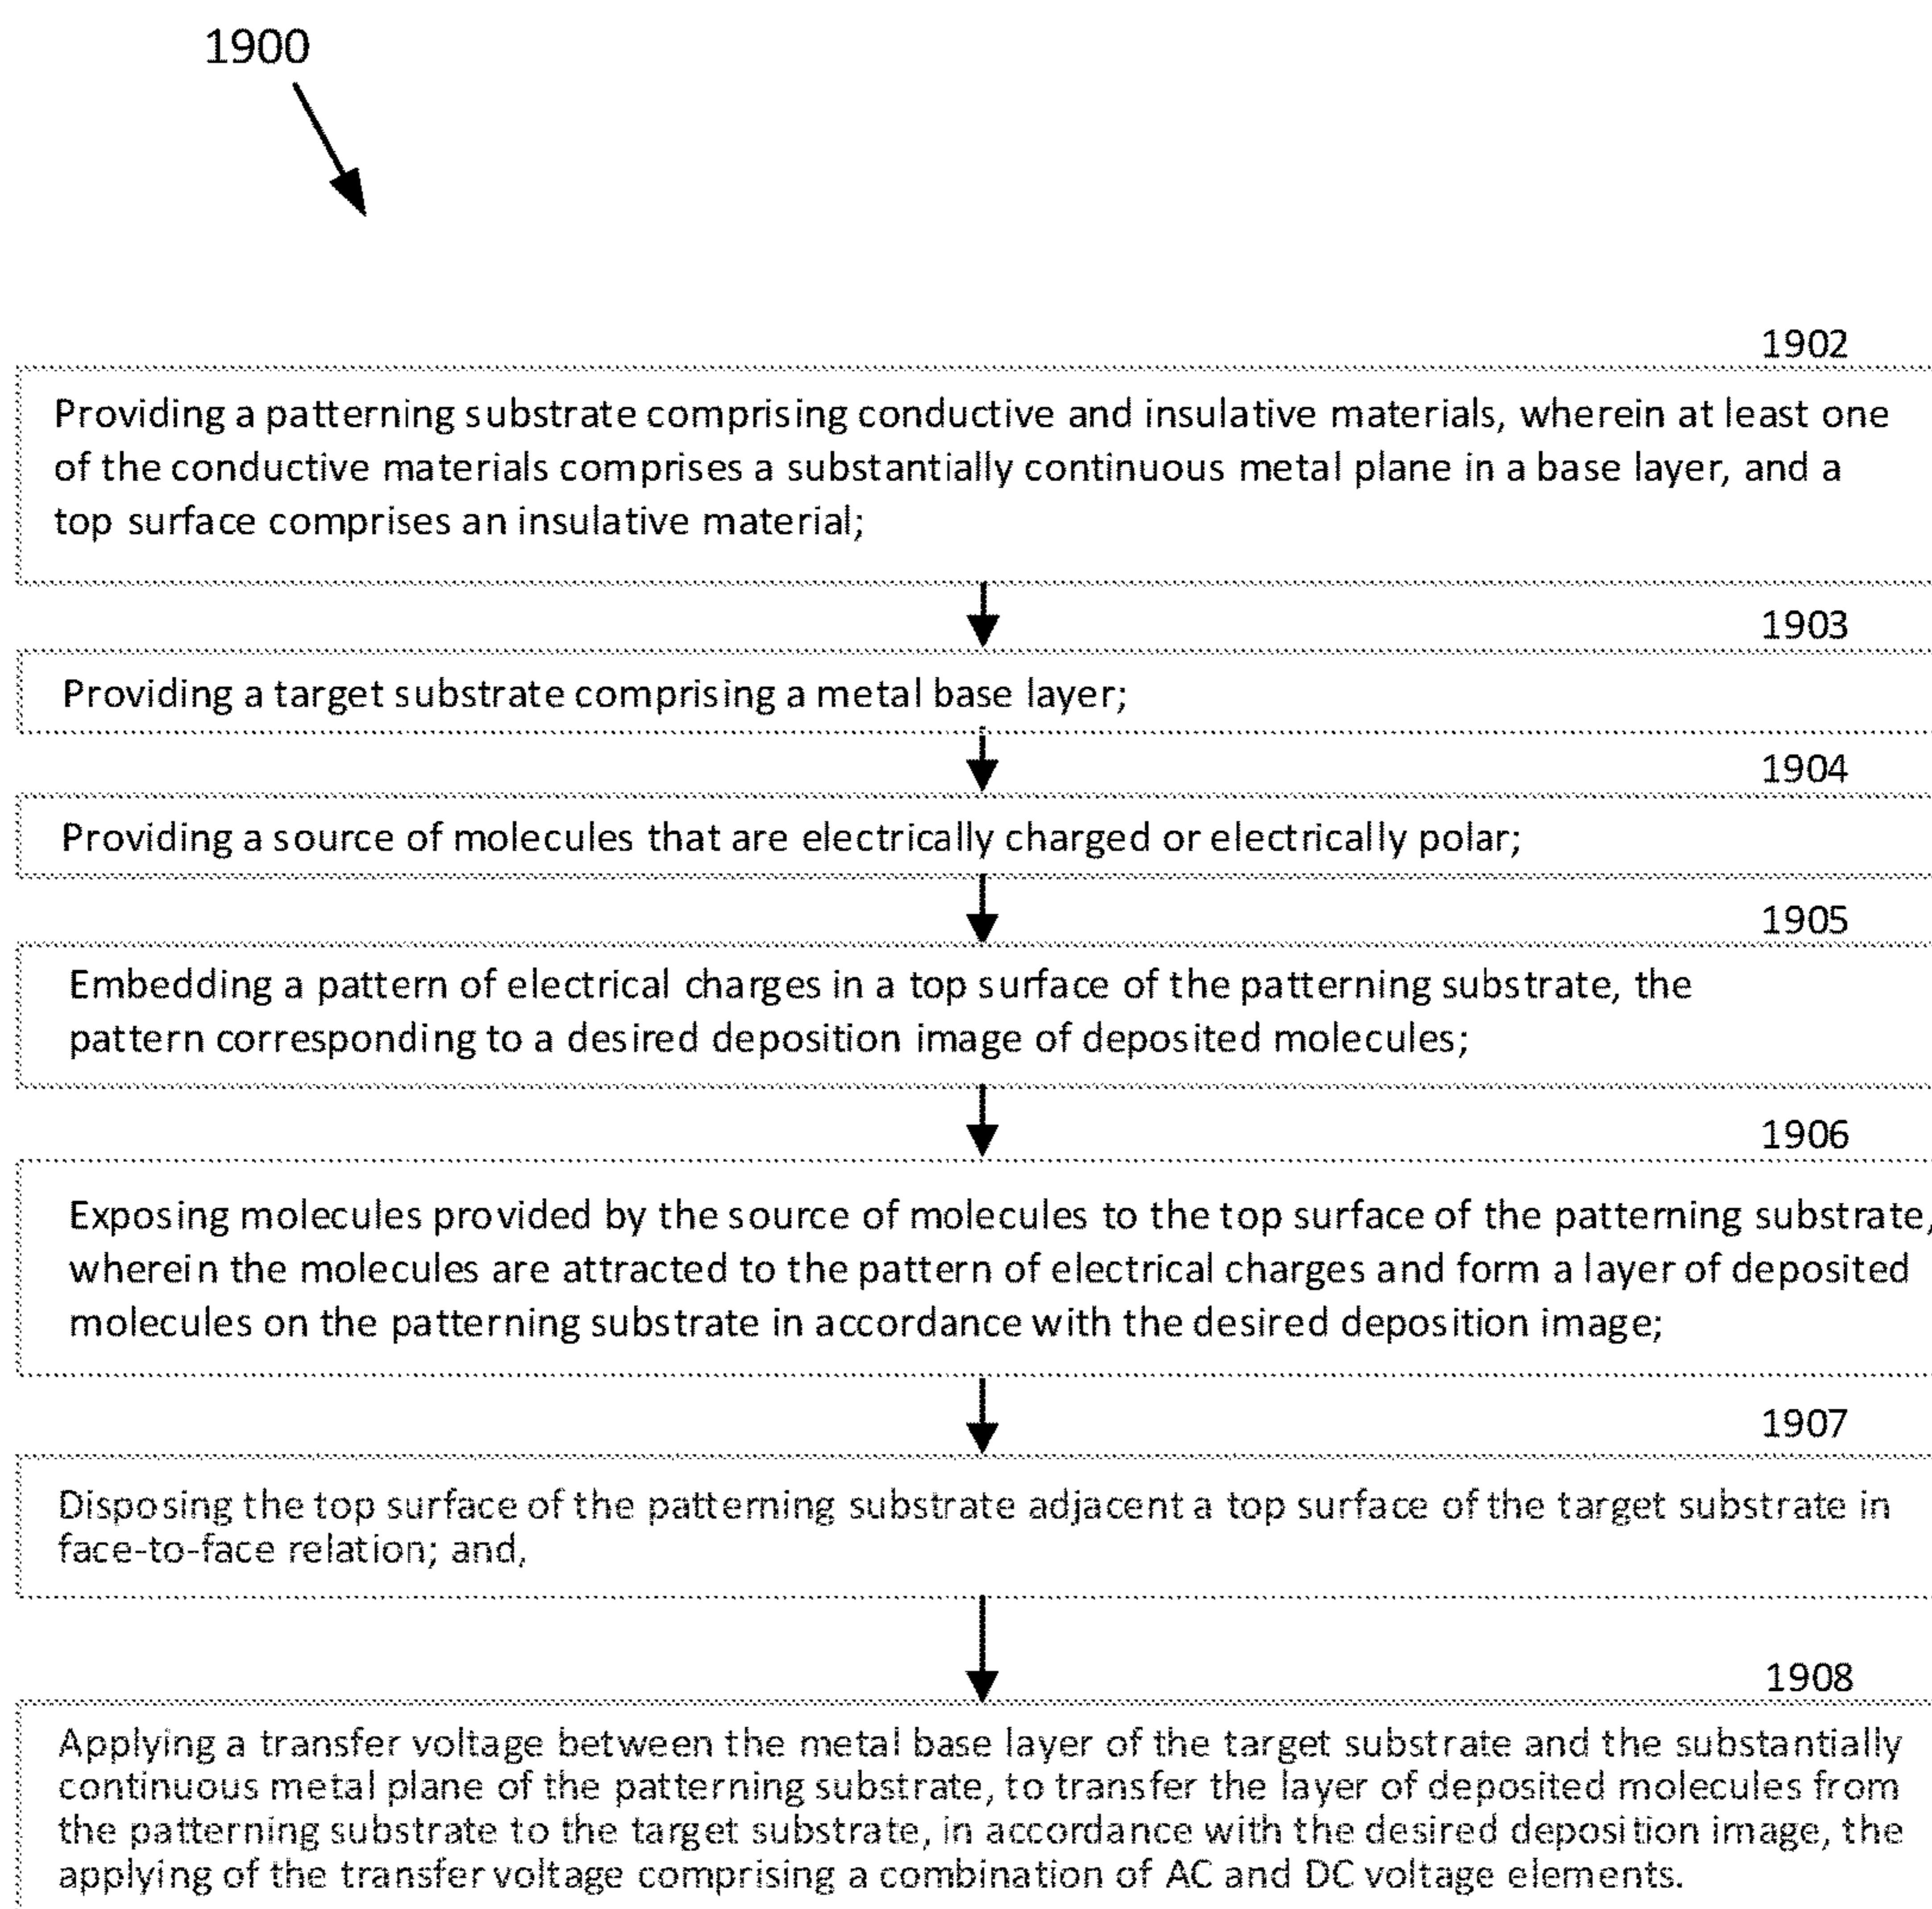 1900
1902
Providing a patterning substrate comprising conductive and insulative materials, wherein at least one
of the conductive materials comprises a substantially continuous metal plane in a base layer, and a
top surface comprises an insulative material;
1903
Providing a target substrate comprising a metal base layer;
1904
Providing a source of molecules that are electrically charged or electrically polar;
1905
Embedding a pattern of electrical charges in a top surface of the patterning substrate, the
pattern corresponding to a desired deposition image of deposited molecules;
1906
Exposing molecules provided by the source of molecules to the top surface of the patterning substrate,
wherein the molecules are attracted to the pattern of electrical charges and form a layer of deposited
molecules on the patterning substrate in accordance with the desired deposition image;
1907
Disposing the top surface of the patterning substrate adjacent a top surface of the target substrate in
face-to-face relation; and,
1908
Applying a transfer voltage between the metal base layer of the target substrate and the substantially
continuous metal plane of the patterning substrate, to transfer the layer of deposited molecules from
the patterning substrate to the target substrate, in accordance with the desired deposition image, the
applying of the transfer voltage comprising a combination of AC and DC voltage elements.